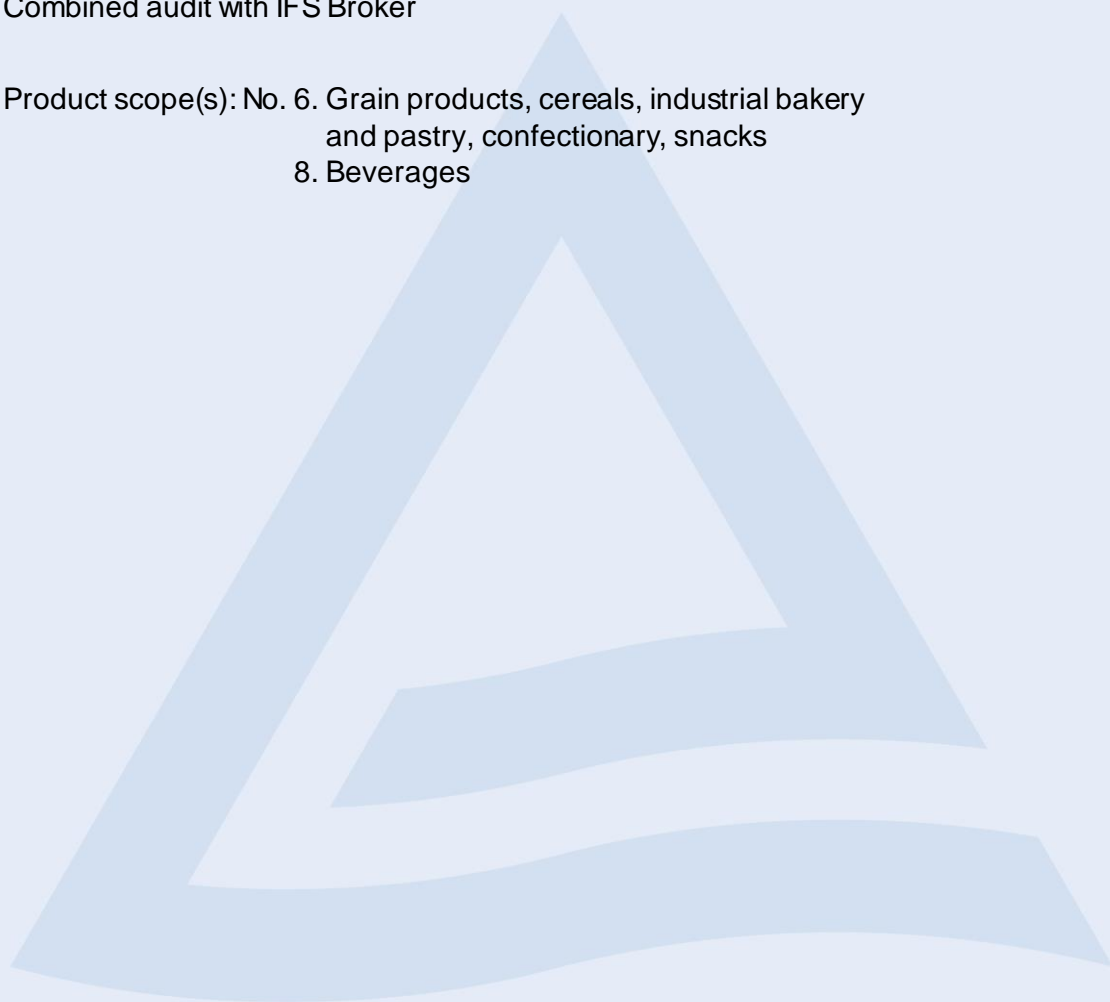 Combined audit with IFS Broker
Product scope(s): No. 6. Grain products, cereals, industrial bakery
and pastry, confectionary, snacks
8. Beverages